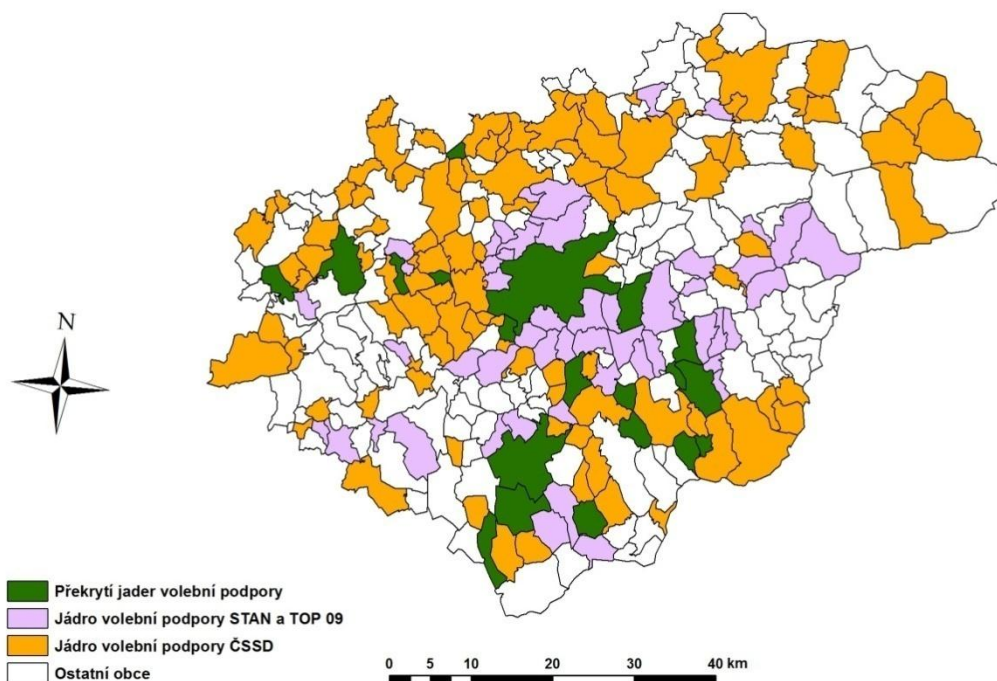 N
Překrytí jader volební podpory
Jádro volební podpory STAN a TOP 09
Jádro volební podpory ČSSD
Ostatní obce
0 5 10 20 30 40 km